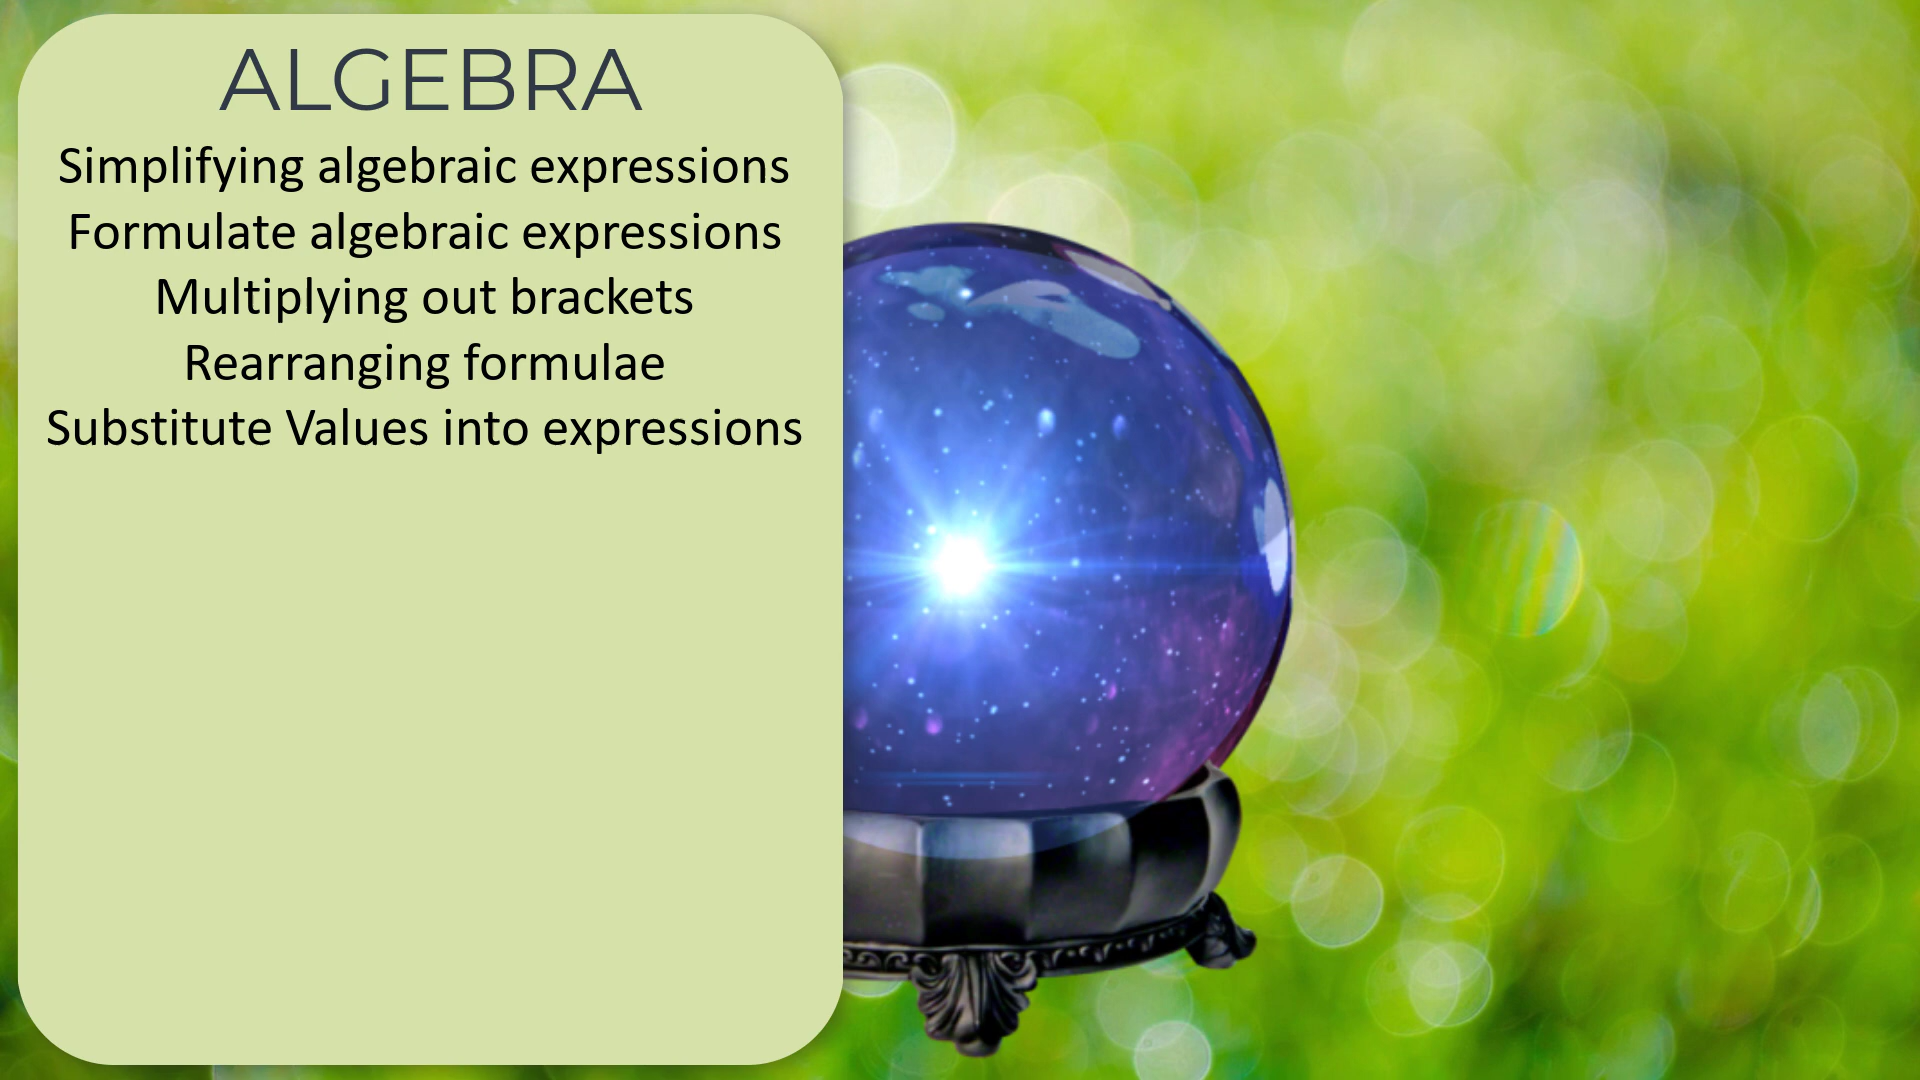 ALGEBRA
Simplifying algebraic expressions
Formulate algebraic expressions
Multiplying out brackets
Rearranging formulae
Substitute Values into expressions